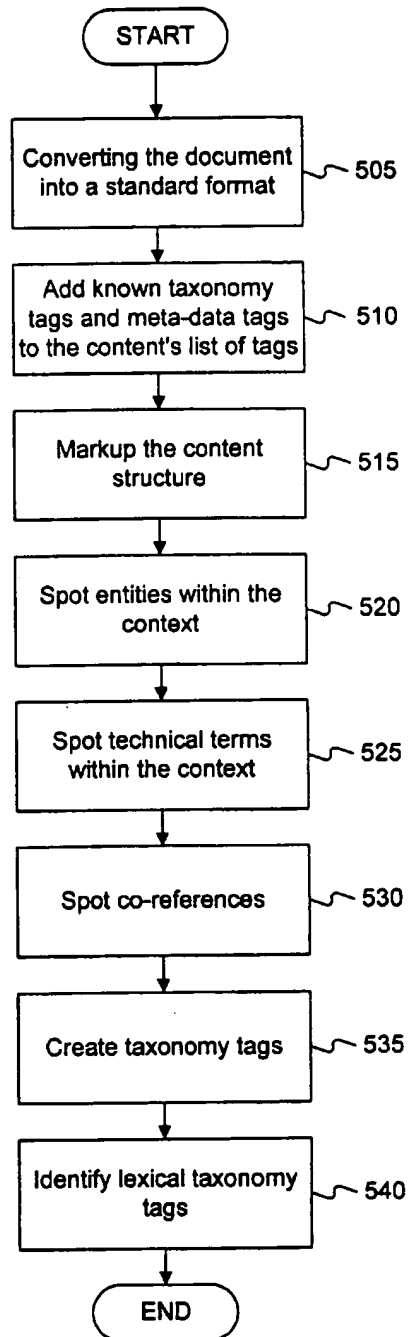 START
Converting the document
into a standard format
505
Add known taxonomy
tags and meta-data tags
to the content's list of tags
510
Markup the content
structure
515
Spot entities within the
context
520
Spot technical terms
within the context
525
Spot co-references
530
Create taxonomy tags
535
Identify lexical taxonomy
tags
540
END